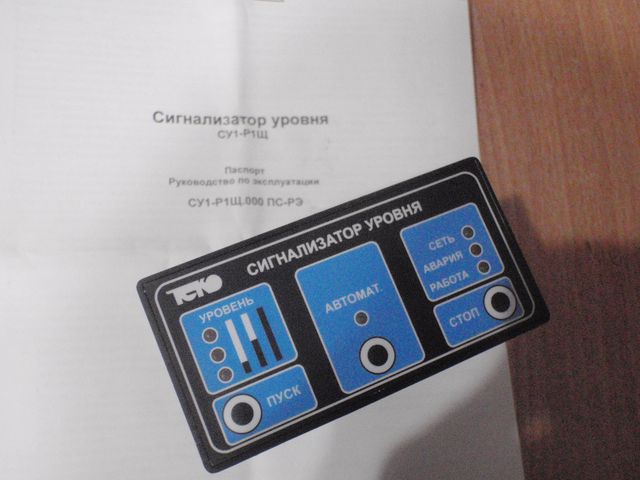 Сигнализатор уровня
СУ1-Р1Щ
Паспорт
Руководство по эксплуатации
СУ1-Р1Щ.000 ПС-РЭ
ТЕКО
СИГНАЛИЗАТОР УРОВНЯ
УРОВЕНЬ
ПУСК
АВТОМАТ.
СЕТЬ
АВАРИЯ
РАБОТА
СТОП